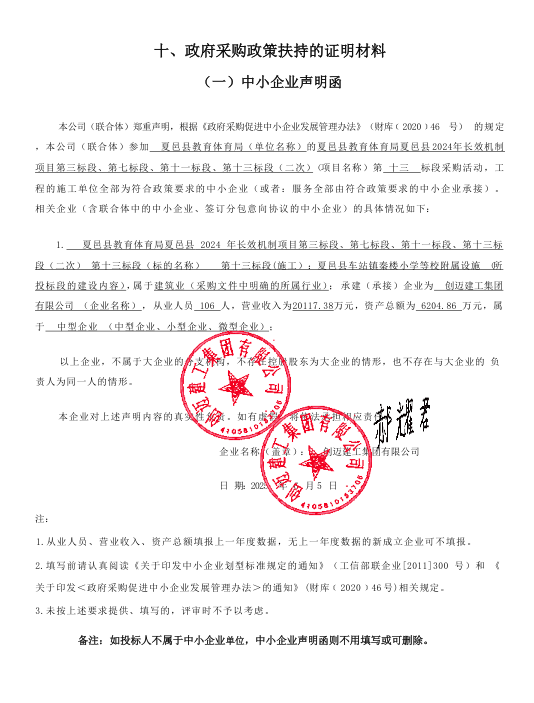 十、政府采购政策扶持的证明材料
（一）中小企业声明函
本公司（联合体）郑重声明，根据《政府采购促进中小企业发展管理办法》（财库﹝2020﹞46 号） 的规定
，本公司（联合体）参加 夏邑县教育体育局（单位名称）的夏邑县教育体育局夏邑县2024年长效机制
项目第三标段、第七标段、第十一标段、第十三标段（二次）（项目名称）第 十三 标段采购活动，工
程的施工单位全部为符合政策要求的中小企业（或者：服务全部由符合政策要求的中小企业承接）。
相关企业（含联合体中的中小企业、签订分包意向协议的中小企业）的具体情况如下：
1. 夏邑县教育体育局夏邑县 2024 年长效机制项目第三标段、第七标段、第十一标段、第十三标
段（二次） 第十三标段（标的名称） 第十三标段(施工)：夏邑县车站镇秦楼小学等校附属设施 （所
投标段的建设内容），属于建筑业（采购文件中明确的所属行业）；承建（承接）企业为 创迈建工集团
有限公司 （企业名称），从业人员 106 人，营业收入为20117.38万元，资产总额为 6204.86 万元，属
于 中型企业 （中型企业、小型企业、微型企业）；
以上企业，不属于大企业的分支机构，不存在控股股东为大企业的情形，也不存在与大企业的 负
责人为同一人的情形。
本企业对上述声明内容的真实性负责。如有虚假，将依法承担相应责任。
郝耀君
企业名称（盖章）： 创迈建工集团有限公司
日 期：2025 年 月 5 日
创迈建工集团有限公司
4105810153706
创迈建工集团有限公司
4105810153706
注：
1.从业人员、营业收入、资产总额填报上一年度数据，无上一年度数据的新成立企业可不填报。
2.填写前请认真阅读《关于印发中小企业划型标准规定的通知》（工信部联企业[2011]300 号）和 《
关于印发＜政府采购促进中小企业发展管理办法＞的通知》(财库﹝2020﹞46号)相关规定。
3.未按上述要求提供、填写的，评审时不予以考虑。
备注：如投标人不属于中小企业单位，中小企业声明函则不用填写或可删除。